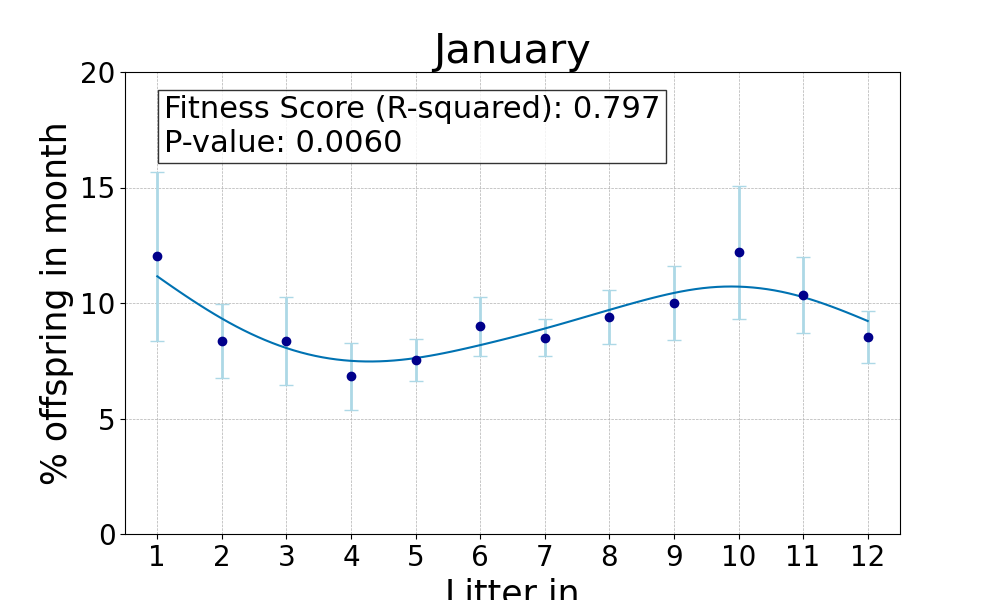 January
Fitness Score (R-squared): 0.797
P-value: 0.0060
% offspring in month
20
15
10
5
0
1 2 3 4 5 6 7 8 9 10 11 12
Litter in